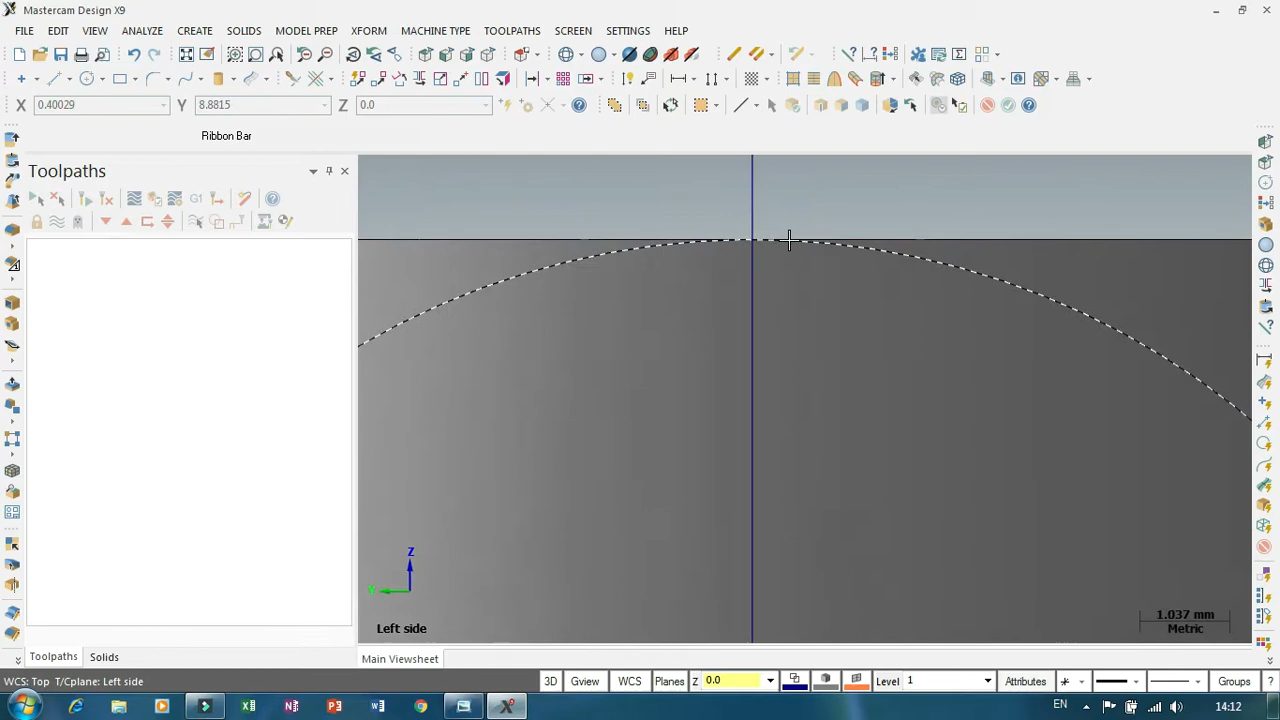 Mastercam Design X9
FILE EDIT VIEW ANALYZE CREATE SOLIDS MODEL PREP XFORM MACHINE TYPE TOOLPATHS SCREEN SETTINGS HELP
X 0.40029 Y 8.8815 Z 0.0
Ribbon Bar
Toolpaths
G1
Z
Y
Left side
1.037 mm
Metric
Toolpaths Solids
Main Viewsheet
WCS: Top T/Cplane: Left side 3D Gview WCS Planes Z 0.0 Level 1 Attributes Groups
EN 14:12